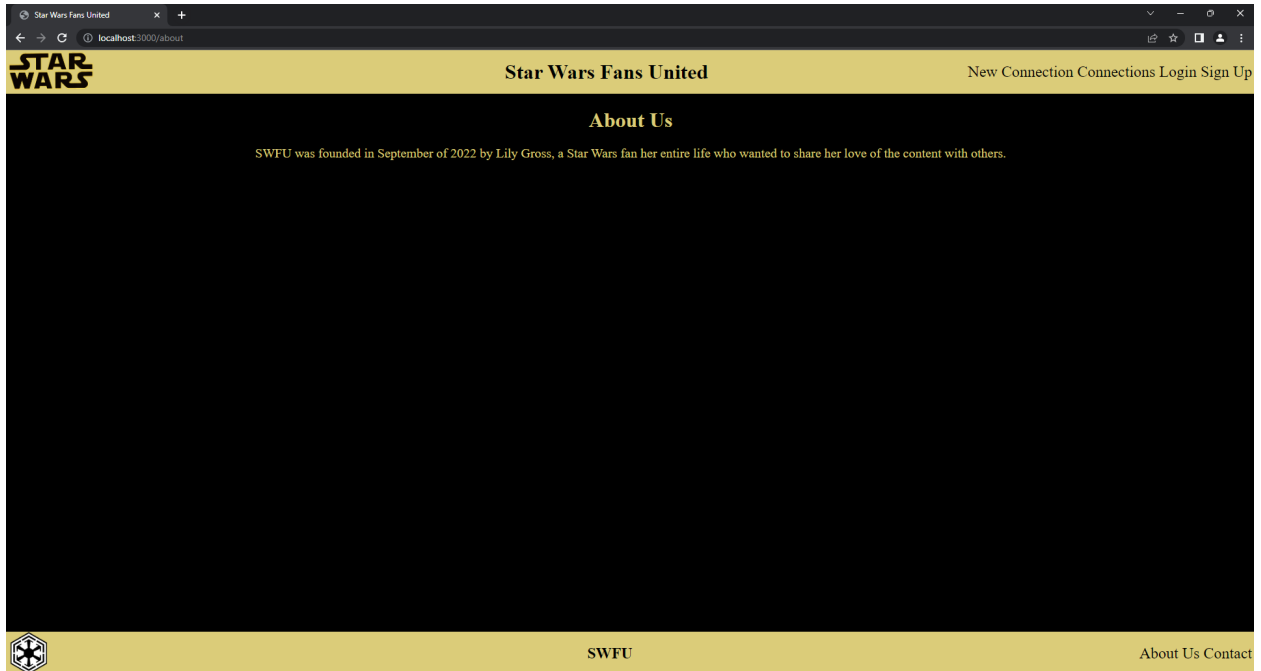 Star Wars Fans United
localhost:3000/about
STAR
WARS
Star Wars Fans United
New Connection Connections Login Sign Up
About Us
SWFU was founded in September of 2022 by Lily Gross, a Star Wars fan her entire life who wanted to share her love of the content with others.
SWFU
About Us Contact